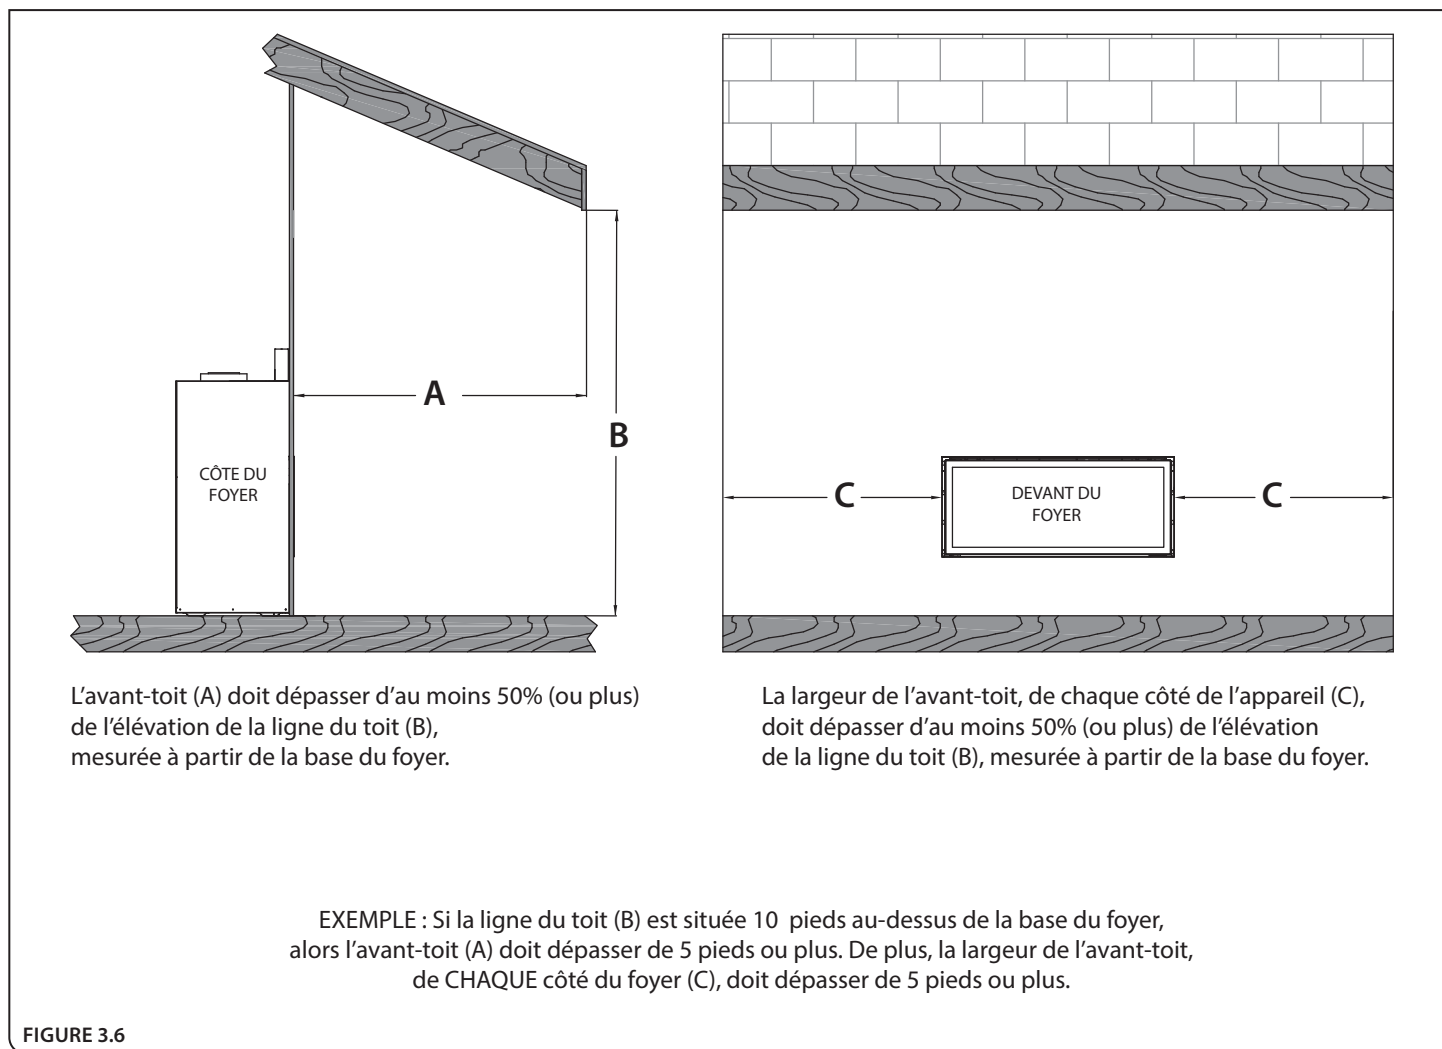 A
B
CÔTE DU
FOYER
C
DEVANT DU
FOYER
C
L'avant-toit (A) doit dépasser d'au moins 50% (ou plus)
de l'élévation de la ligne du toit (B),
mesurée à partir de la base du foyer.
La largeur de l'avant-toit, de chaque côté de l'appareil (C),
doit dépasser d'au moins 50% (ou plus) de l'élévation
de la ligne du toit (B), mesurée à partir de la base du foyer.
EXEMPLE : Si la ligne du toit (B) est située 10 pieds au-dessus de la base du foyer,
alors l'avant-toit (A) doit dépasser de 5 pieds ou plus. De plus, la largeur de l'avant-toit,
de CHAQUE côté du foyer (C), doit dépasser de 5 pieds ou plus.
FIGURE 3.6